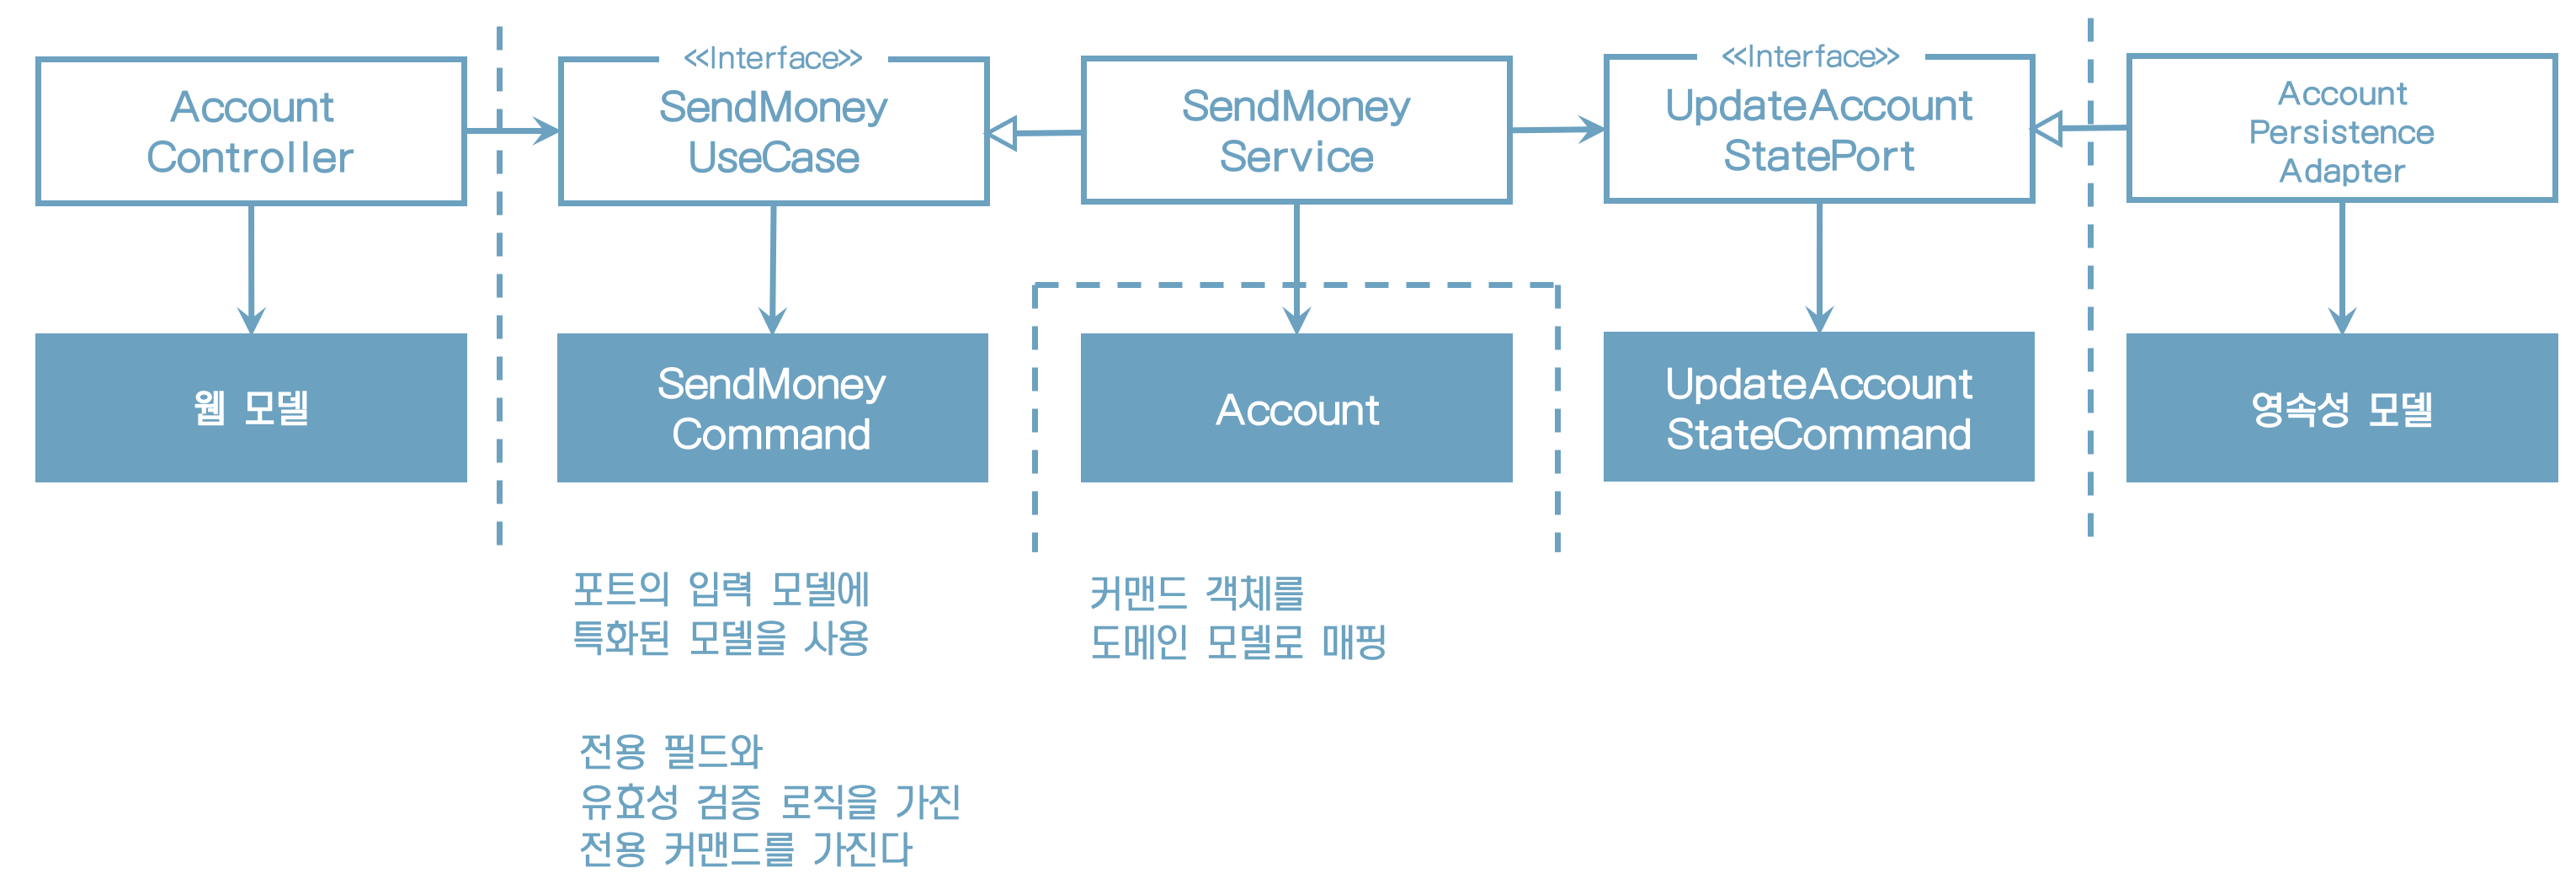 Account
Controller
<<Interface>>
SendMoney
UseCase
SendMoney
Service
<<Interface>>
UpdateAccount
StatePort
Account
Persistence
Adapter
웹 모델
SendMoney
Command
Account
UpdateAccount
StateCommand
영속성 모델
포트의 입력 모델에
특화된 모델을 사용
커맨드 객체를
도메인 모델로 매핑
전용 필드와
유효성 검증 로직을 가진
전용 커맨드를 가진다